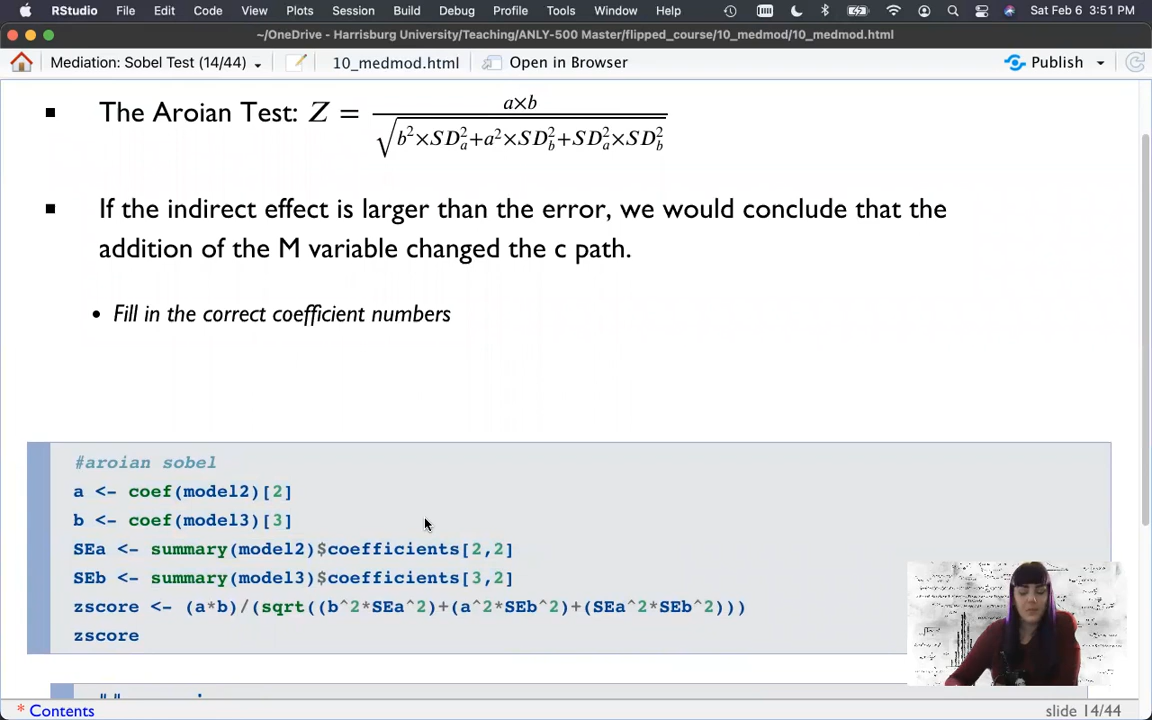 RStudio File Edit Code View Plots Session Build Debug Profile Tools Window Help Sat Feb 6 3:51 PM
~/OneDrive - Harrisburg University/Teaching/ANLY-500 Master/flipped_course/10_medmod/10_medmod.html
Mediation: Sobel Test (14/44) 10_medmod.html Open in Browser Publish
▪ The Aroian Test: Z = a×b / √b²×SD²ₐ+a²×SD²_b+SD²ₐ×SD²_b
▪ If the indirect effect is larger than the error, we would conclude that the
addition of the M variable changed the c path.
• Fill in the correct coefficient numbers
#aroian sobel
a <- coef(model2)[2]
b <- coef(model3)[3]
SEa <- summary(model2)$coefficients[2,2]
SEb <- summary(model3)$coefficients[3,2]
zscore <- (a*b)/(sqrt((b^2*SEa^2)+(a^2*SEb^2)+(SEa^2*SEb^2)))
zscore
* Contents slide 14/44